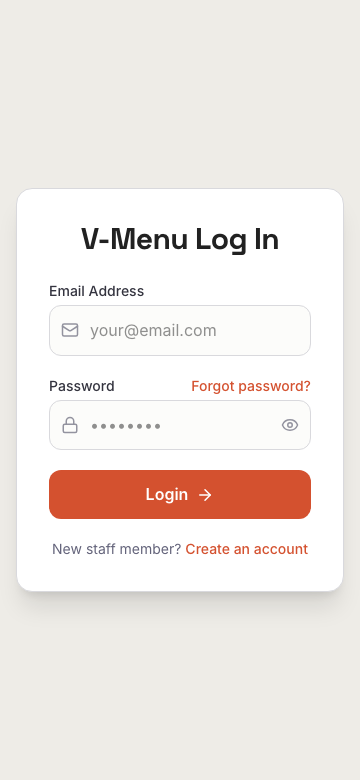 V-Menu Log In
Email Address
your@email.com
Password Forgot password?
••••••••
Login →
New staff member? Create an account